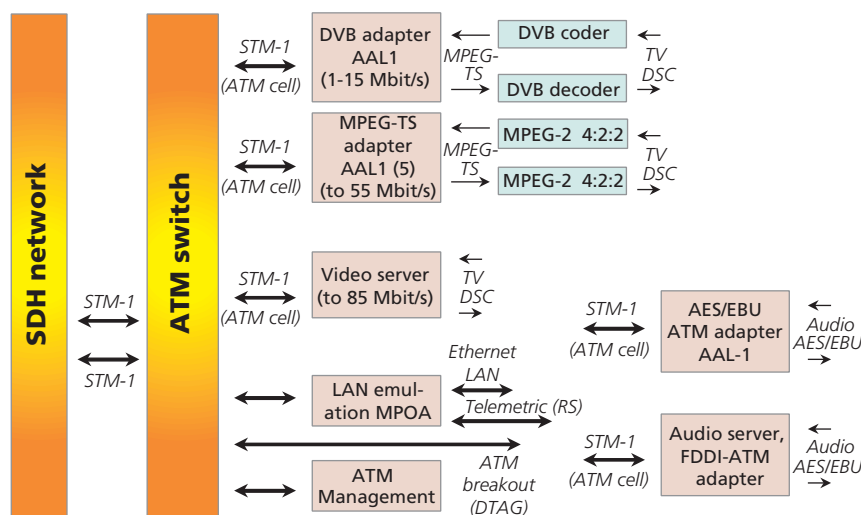 SDH network
STM-1
STM-1
ATM switch
STM-1
(ATM cell)
DVB adapter
AAL1
(1-15 Mbit/s)
MPEG-
TS
DVB coder
DVB decoder
TV
DSC
STM-1
(ATM cell)
MPEG-TS
adapter
AAL1 (5)
(to 55 Mbit/s)
MPEG-
TS
MPEG-2 4:2:2
MPEG-2 4:2:2
TV
DSC
STM-1
(ATM cell)
Video server
(to 85 Mbit/s)
TV
DSC
LAN emul-
ation MPOA
Ethernet
LAN
Telemetric (RS)
ATM
breakout
(DTAG)
ATM
Management
STM-1
(ATM cell)
AES/EBU
ATM adapter
AAL-1
Audio
AES/EBU
STM-1
(ATM cell)
Audio server,
FDDI-ATM
adapter
Audio
AES/EBU